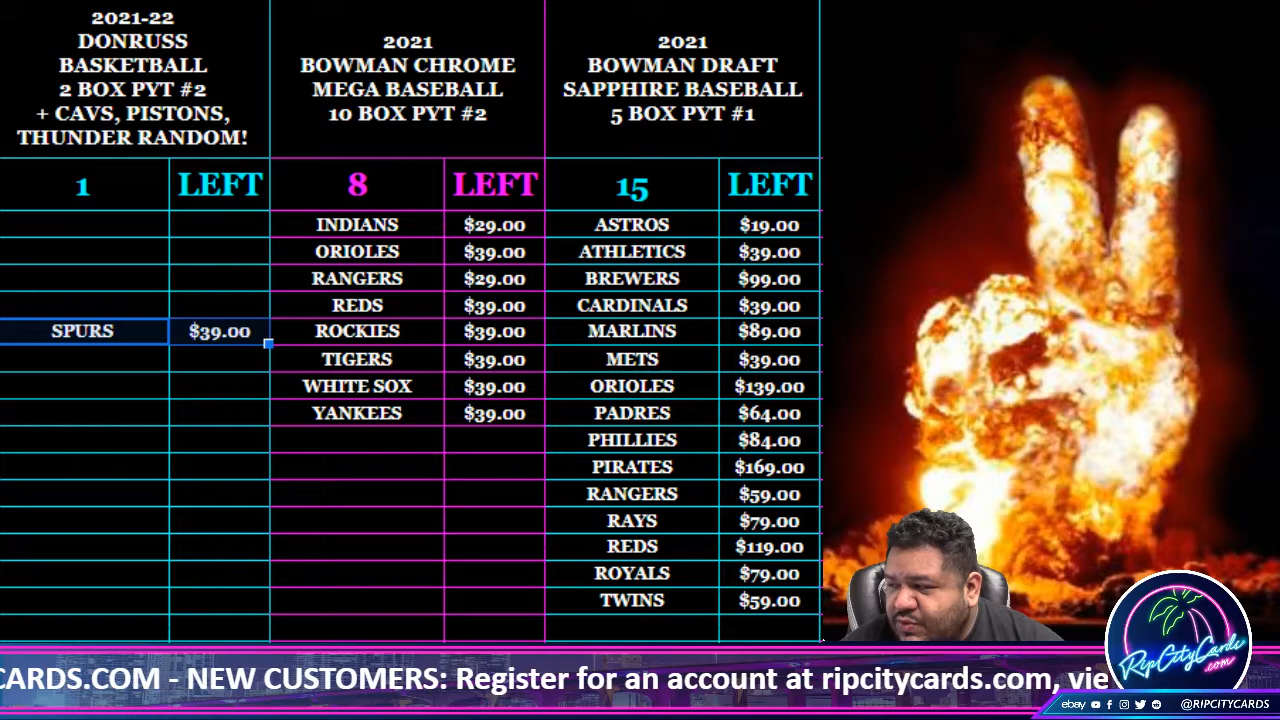 2021-22
DONRUSS
BASKETBALL
2 BOX PYT #2
+ CAVS, PISTONS,
THUNDER RANDOM!
2021
BOWMAN CHROME
MEGA BASEBALL
10 BOX PYT #2
2021
BOWMAN DRAFT
SAPPHIRE BASEBALL
5 BOX PYT #1
1 LEFT 8 LEFT 15 LEFT
INDIANS $29.00 ASTROS $19.00
ORIOLES $39.00 ATHLETICS $39.00
RANGERS $29.00 BREWERS $99.00
REDS $39.00 CARDINALS $39.00
SPURS $39.00 ROCKIES $39.00 MARLINS $89.00
TIGERS $39.00 METS $39.00
WHITE SOX $39.00 ORIOLES $139.00
YANKEES $39.00 PADRES $64.00
PHILLIES $84.00
PIRATES $169.00
RANGERS $59.00
RAYS $79.00
REDS $119.00
ROYALS $79.00
TWINS $59.00
CARDS.COM - NEW CUSTOMERS: Register for an account at ripcitycards.com, vie
RipCityCards
.com
ebay @RIPCITYCARDS